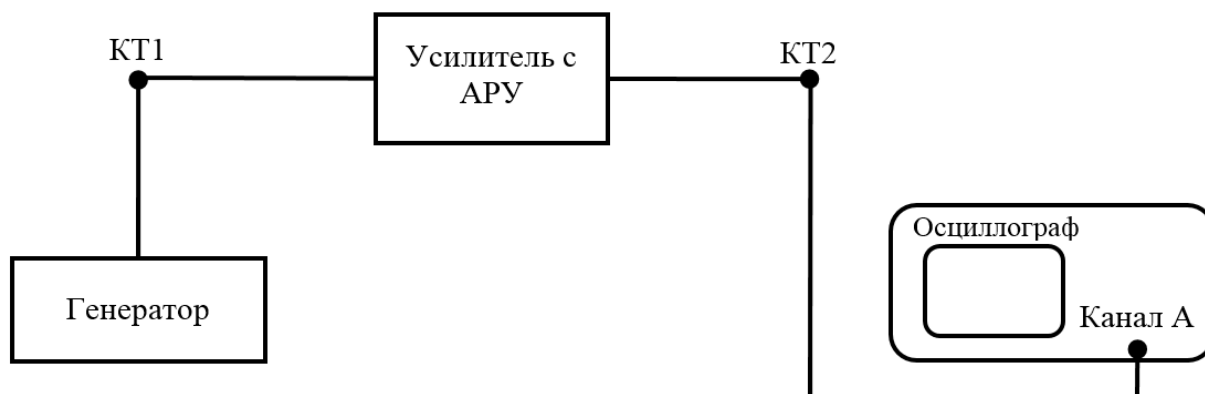 КТ1
Усилитель с
АРУ
КТ2
Осциллограф
Генератор
Канал А